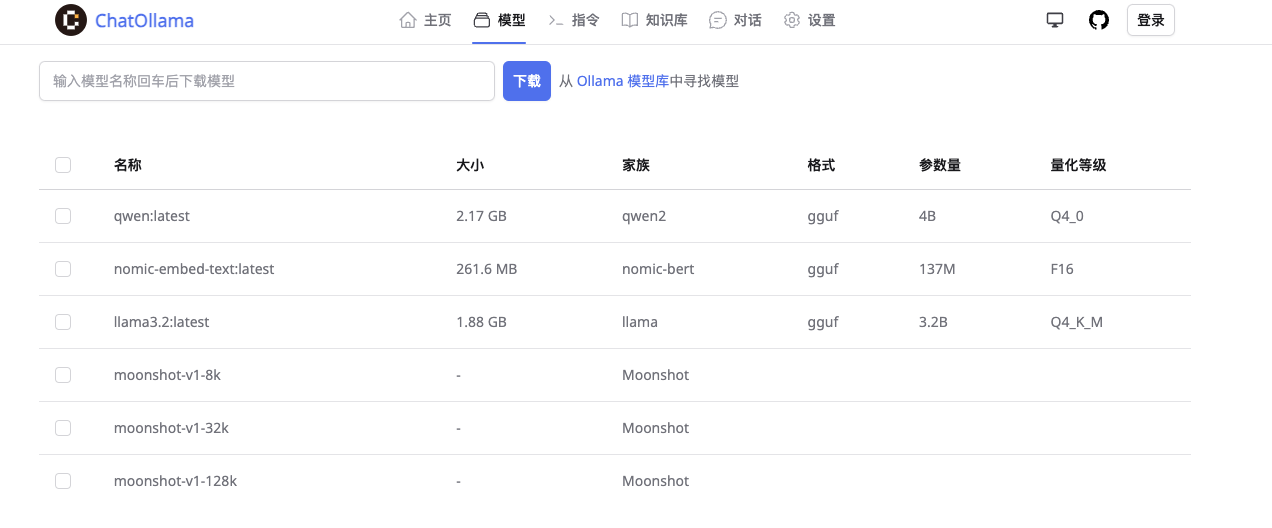 ChatOllama 主页 模型 指令 知识库 对话 设置 登录
输入模型名称回车后下载模型 下载 从 Ollama 模型库中寻找模型
名称 大小 家族 格式 参数量 量化等级
qwen:latest 2.17 GB qwen2 gguf 4B Q4_0
nomic-embed-text:latest 261.6 MB nomic-bert gguf 137M F16
llama3.2:latest 1.88 GB llama gguf 3.2B Q4_K_M
moonshot-v1-8k - Moonshot
moonshot-v1-32k - Moonshot
moonshot-v1-128k - Moonshot